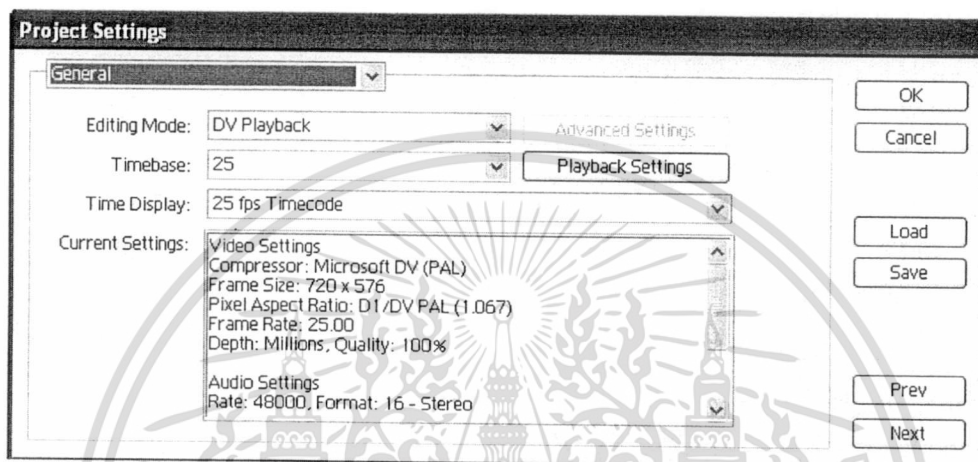 Project Settings
General
OK
Editing Mode: DV Playback Advanced Settings
Cancel
Timebase: 25 Playback Settings
Time Display: 25 fps Timecode
Load
Current Settings: Video Settings
Compressor: Microsoft DV (PAL)
Save
Frame Size: 720 x 576
Pixel Aspect Ratio: D1/DV PAL (1.067)
Frame Rate: 25.00
Depth: Millions, Quality: 100%
Audio Settings
Rate: 48000, Format: 16 - Stereo
Prev
Next